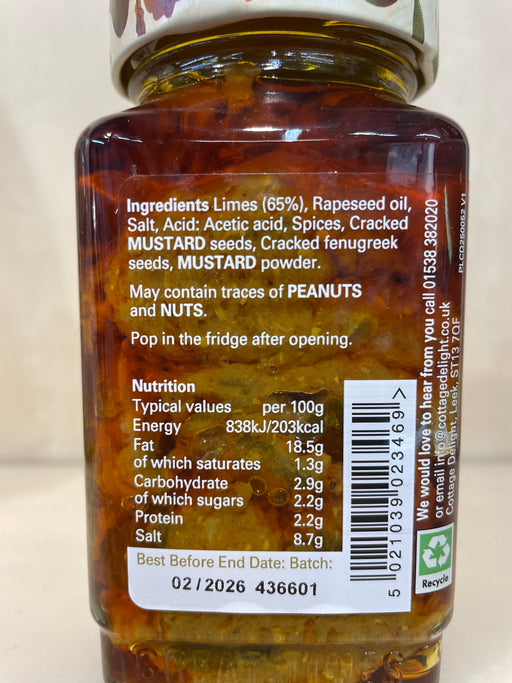 Ingredients Limes (65%), Rapeseed oil,
Salt, Acid: Acetic acid, Spices, Cracked
MUSTARD seeds, Cracked fenugreek
seeds, MUSTARD powder.
May contain traces of PEANUTS
and NUTS.
Pop in the fridge after opening.
Nutrition
Typical values per 100g
Energy 838kJ/203kcal
Fat 18.5g
of which saturates 1.3g
Carbohydrate 2.9g
of which sugars 2.2g
Protein 2.2g
Salt 8.7g
Best Before End Date: Batch:
02/2026 436601
5 021039 023469 >
We would love to hear from you call 01538 382020
or email info@cottagedelight.co.uk
Cottage Delight, Leek, ST13 7QF
PLCD250052 V1
Recycle